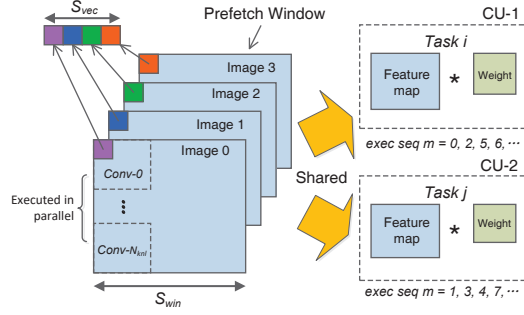 S_vec
Prefetch Window
Image 3
Image 2
Image 1
Image 0
Conv-0
Executed in
parallel
Conv-N_knl
S_win
Shared
CU-1
Task i
Feature
map
*
Weight
exec seq m = 0, 2, 5, 6, ...
CU-2
Task j
Feature
map
*
Weight
exec seq m = 1, 3, 4, 7, ...